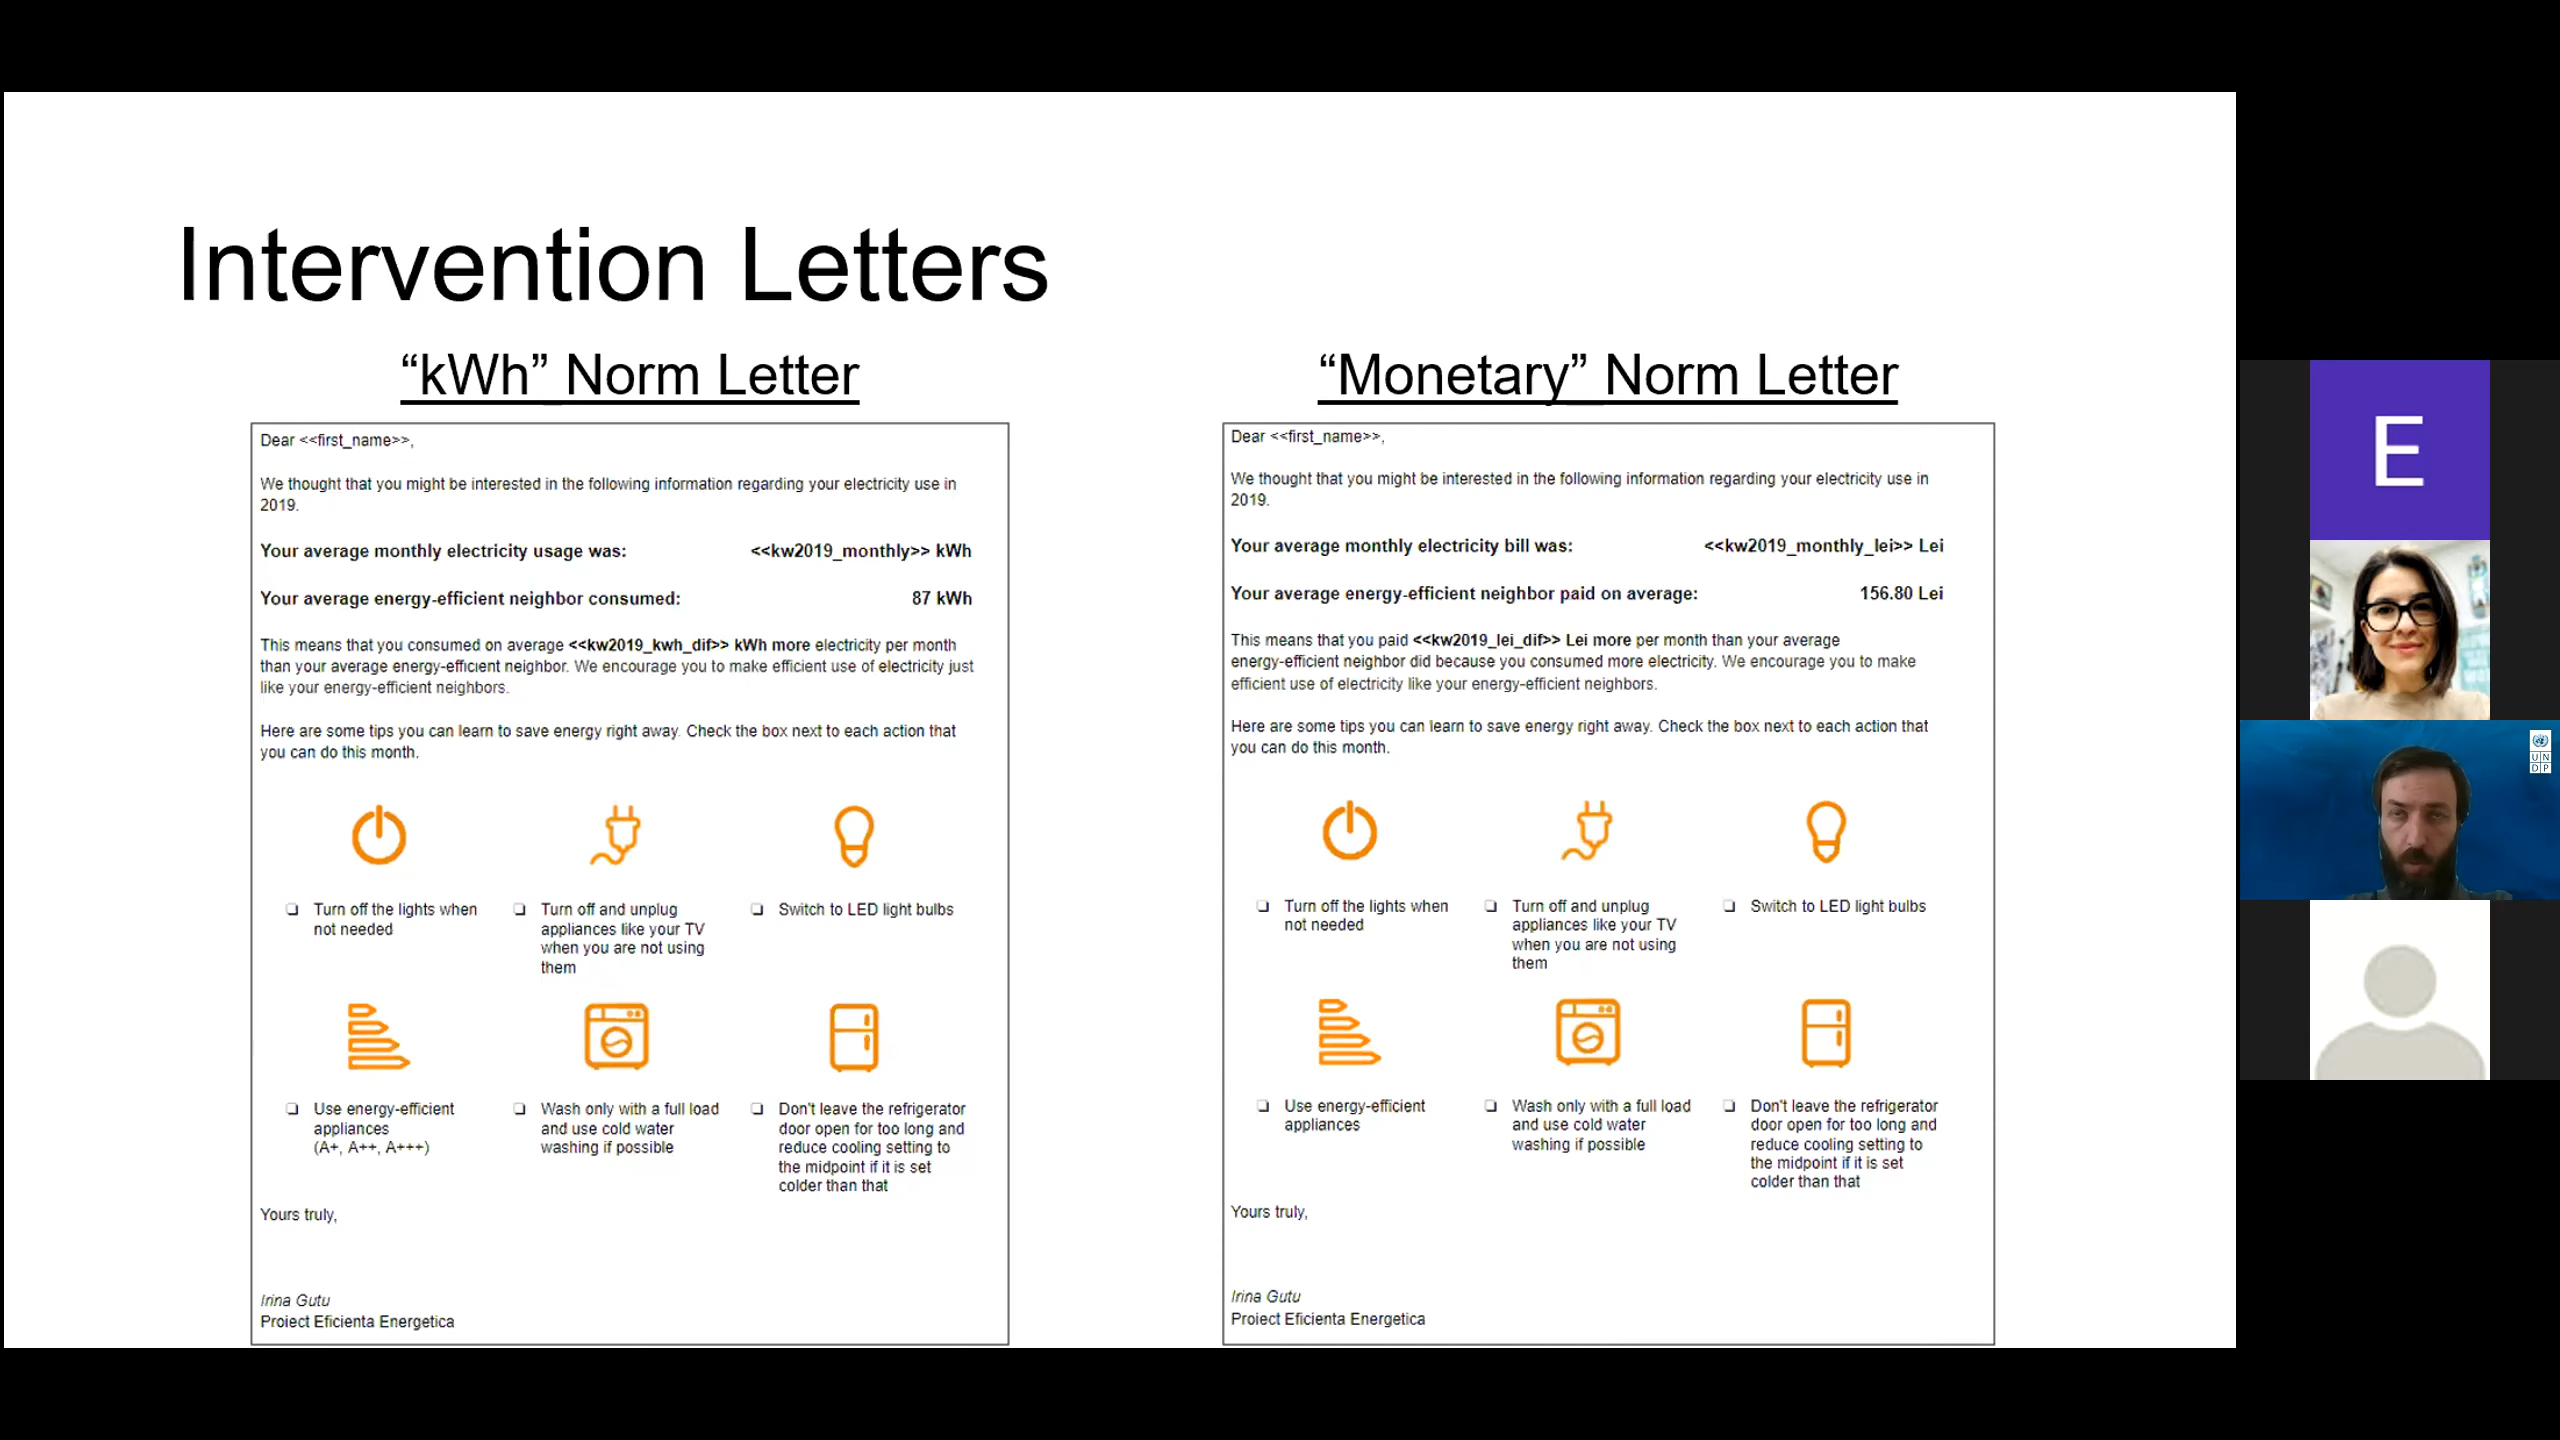 Intervention Letters
“kWh” Norm Letter
Dear <<first_name>>,
We thought that you might be interested in the following information regarding your electricity use in
2019.
Your average monthly electricity usage was: <<kw2019_monthly>> kWh
Your average energy-efficient neighbor consumed: 87 kWh
This means that you consumed on average <<kw2019_kwh_dif>> kWh more electricity per month
than your average energy-efficient neighbor. We encourage you to make efficient use of electricity just
like your energy-efficient neighbors.
Here are some tips you can learn to save energy right away. Check the box next to each action that
you can do this month.
Turn off the lights when
not needed
Turn off and unplug
appliances like your TV
when you are not using
them
Switch to LED light bulbs
Use energy-efficient
appliances
(A+, A++, A+++)
Wash only with a full load
and use cold water
washing if possible
Don't leave the refrigerator
door open for too long and
reduce cooling setting to
the midpoint if it is set
colder than that
Yours truly,
Irina Gutu
Proiect Eficienta Energetica
“Monetary” Norm Letter
Dear <<first_name>>,
We thought that you might be interested in the following information regarding your electricity use in
2019.
Your average monthly electricity bill was: <<kw2019_monthly_lei>> Lei
Your average energy-efficient neighbor paid on average: 156.80 Lei
This means that you paid <<kw2019_lei_dif>> Lei more per month than your average
energy-efficient neighbor did because you consumed more electricity. We encourage you to make
efficient use of electricity like your energy-efficient neighbors.
Here are some tips you can learn to save energy right away. Check the box next to each action that
you can do this month.
Turn off the lights when
not needed
Turn off and unplug
appliances like your TV
when you are not using
them
Switch to LED light bulbs
Use energy-efficient
appliances
Wash only with a full load
and use cold water
washing if possible
Don't leave the refrigerator
door open for too long and
reduce cooling setting to
the midpoint if it is set
colder than that
Yours truly,
Irina Gutu
Proiect Eficienta Energetica
E
U N
D P